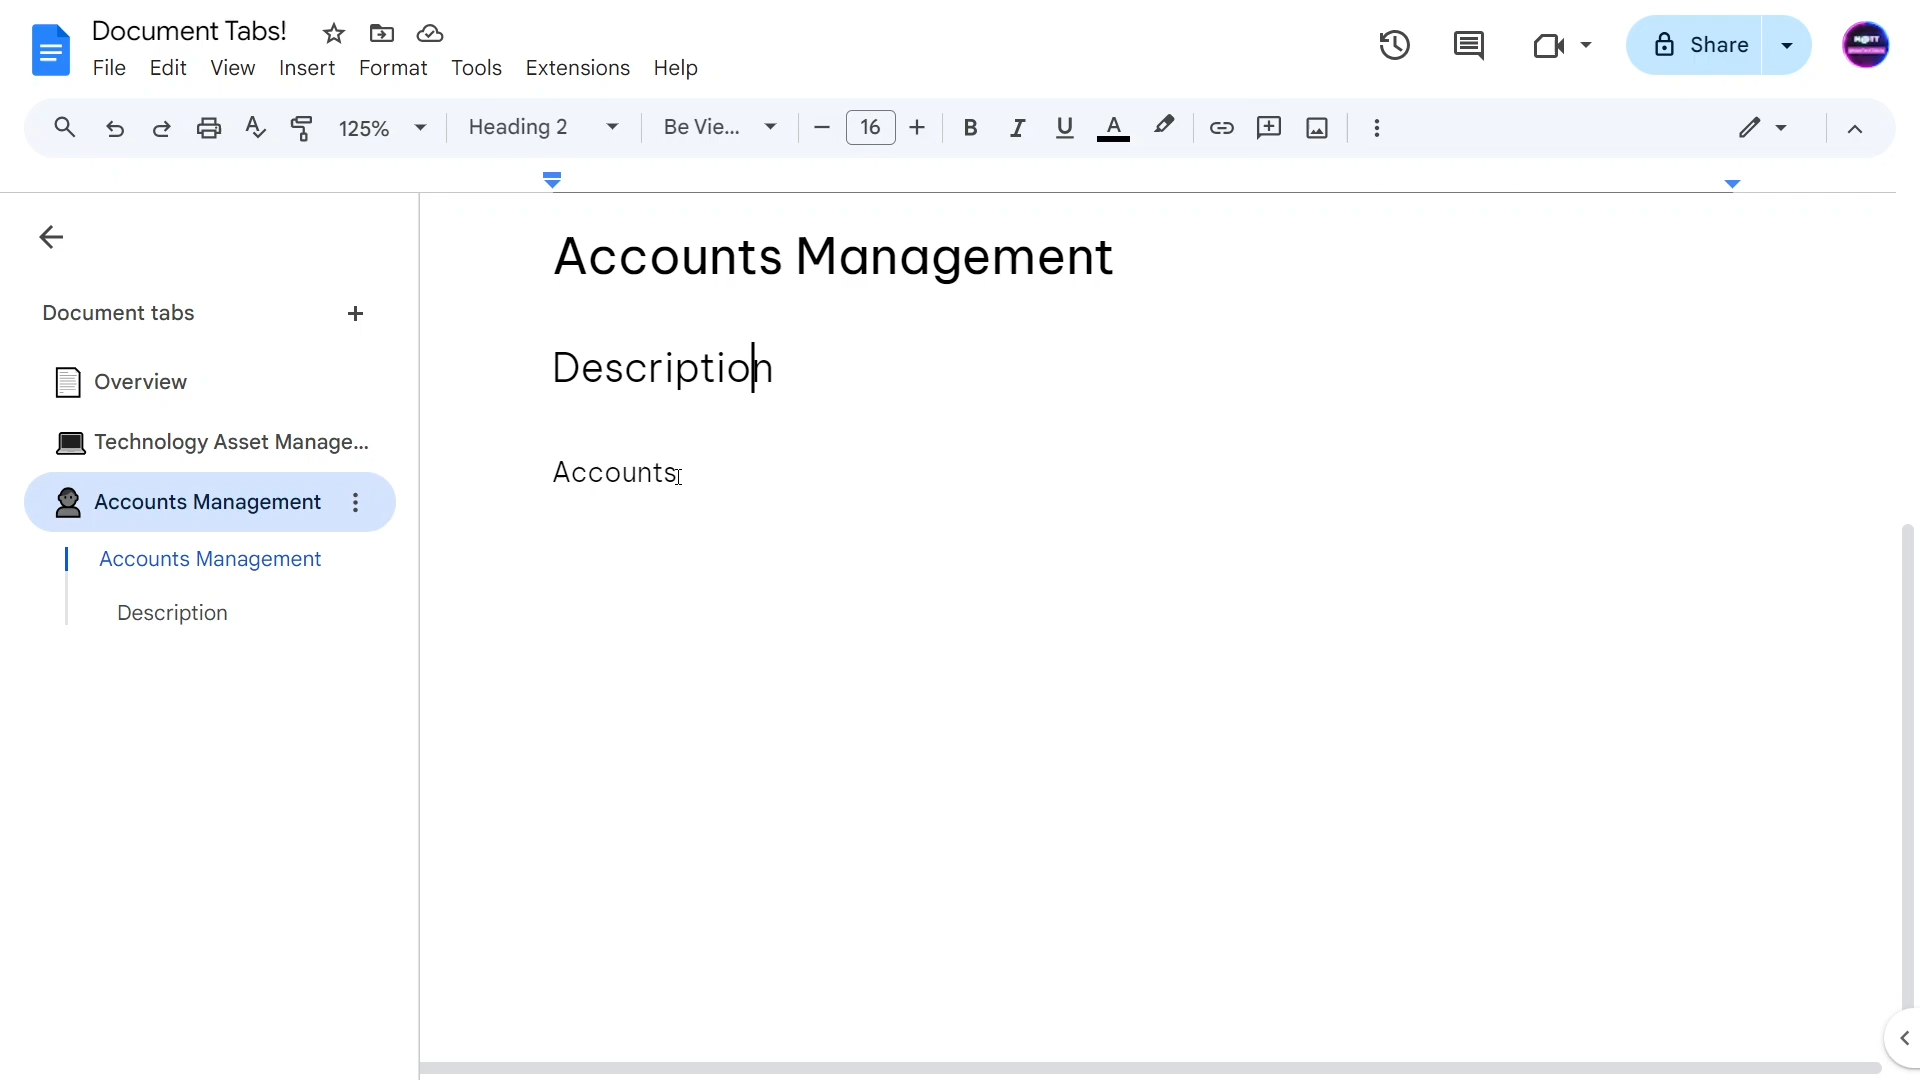 Document Tabs!
File Edit View Insert Format Tools Extensions Help
Share
125% Heading 2 Be Vie... 16 B I U A
Document tabs
Overview
Technology Asset Manage...
Accounts Management
Accounts Management
Description
Accounts Management
Description
Accounts